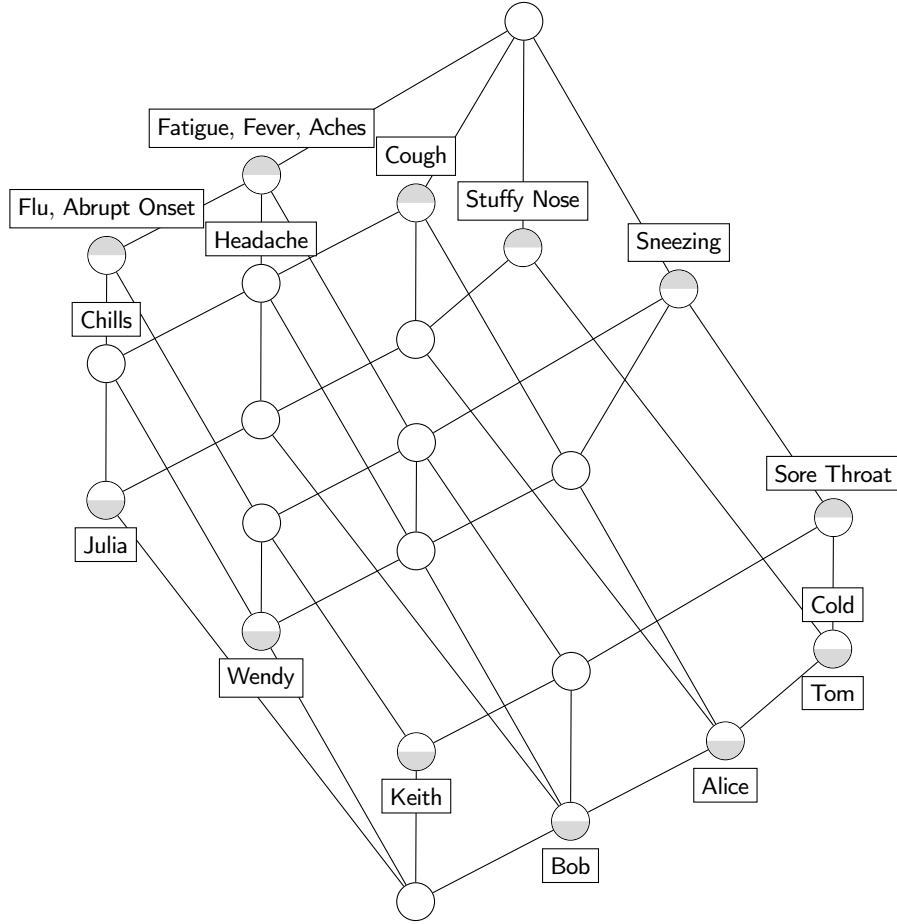 Fatigue, Fever, Aches
Cough
Flu, Abrupt Onset
Stuffy Nose
Headache
Sneezing
Chills
Sore Throat
Julia
Cold
Wendy
Tom
Keith
Alice
Bob